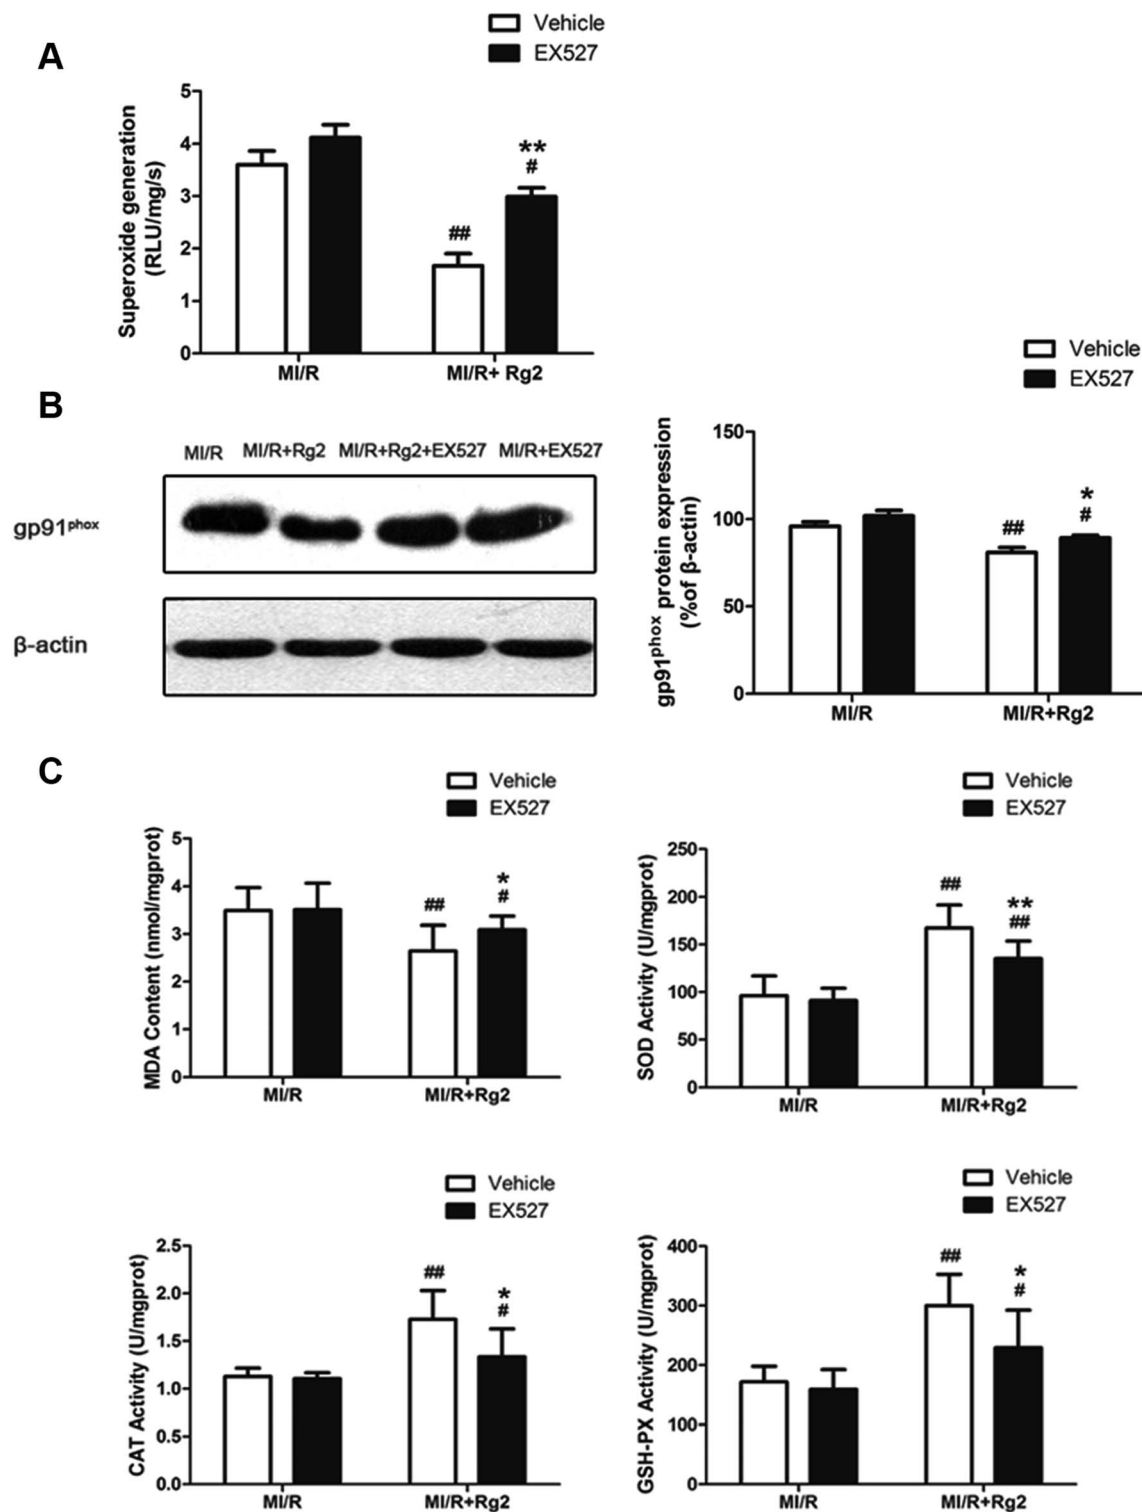 A
Vehicle
EX527
Superoxide generation
(RLU/mg/s)
5
4
3
2
1
0
##
**
#
MI/R
MI/R+ Rg2
B
MI/R MI/R+Rg2 MI/R+Rg2+EX527 MI/R+EX527
gp91phox
β-actin
Vehicle
EX527
gp91phox protein expression
(%of β-actin)
150
100
50
0
##
*
#
MI/R
MI/R+Rg2
C
Vehicle
EX527
MDA Content (nmol/mgprot)
5
4
3
2
1
0
##
*
#
MI/R
MI/R+Rg2
Vehicle
EX527
SOD Activity (U/mgprot)
250
200
150
100
50
0
##
**
##
MI/R
MI/R+Rg2
Vehicle
EX527
CAT Activity (U/mgprot)
2.5
2.0
1.5
1.0
0.5
0.0
##
*
#
MI/R
MI/R+Rg2
Vehicle
EX527
GSH-PX Activity (U/mgprot)
400
300
200
100
0
##
*
#
MI/R
MI/R+Rg2